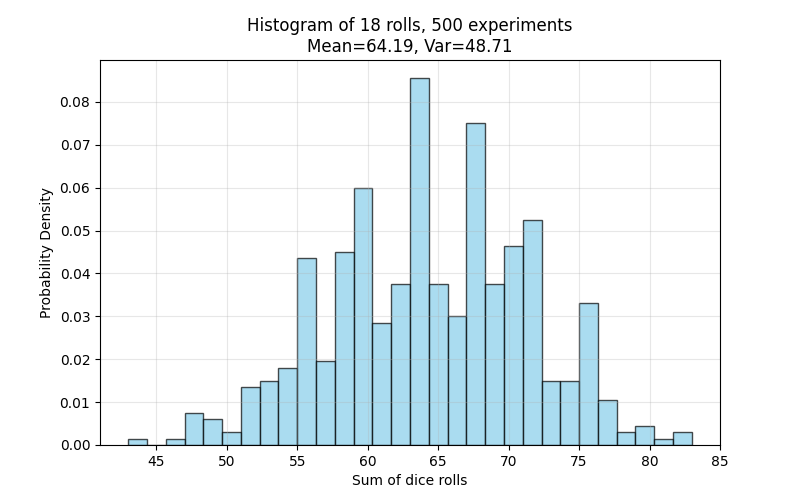 Histogram of 18 rolls, 500 experiments
Mean=64.19, Var=48.71
Probability Density
0.08
0.07
0.06
0.05
0.04
0.03
0.02
0.01
0.00
45 50 55 60 65 70 75 80 85
Sum of dice rolls